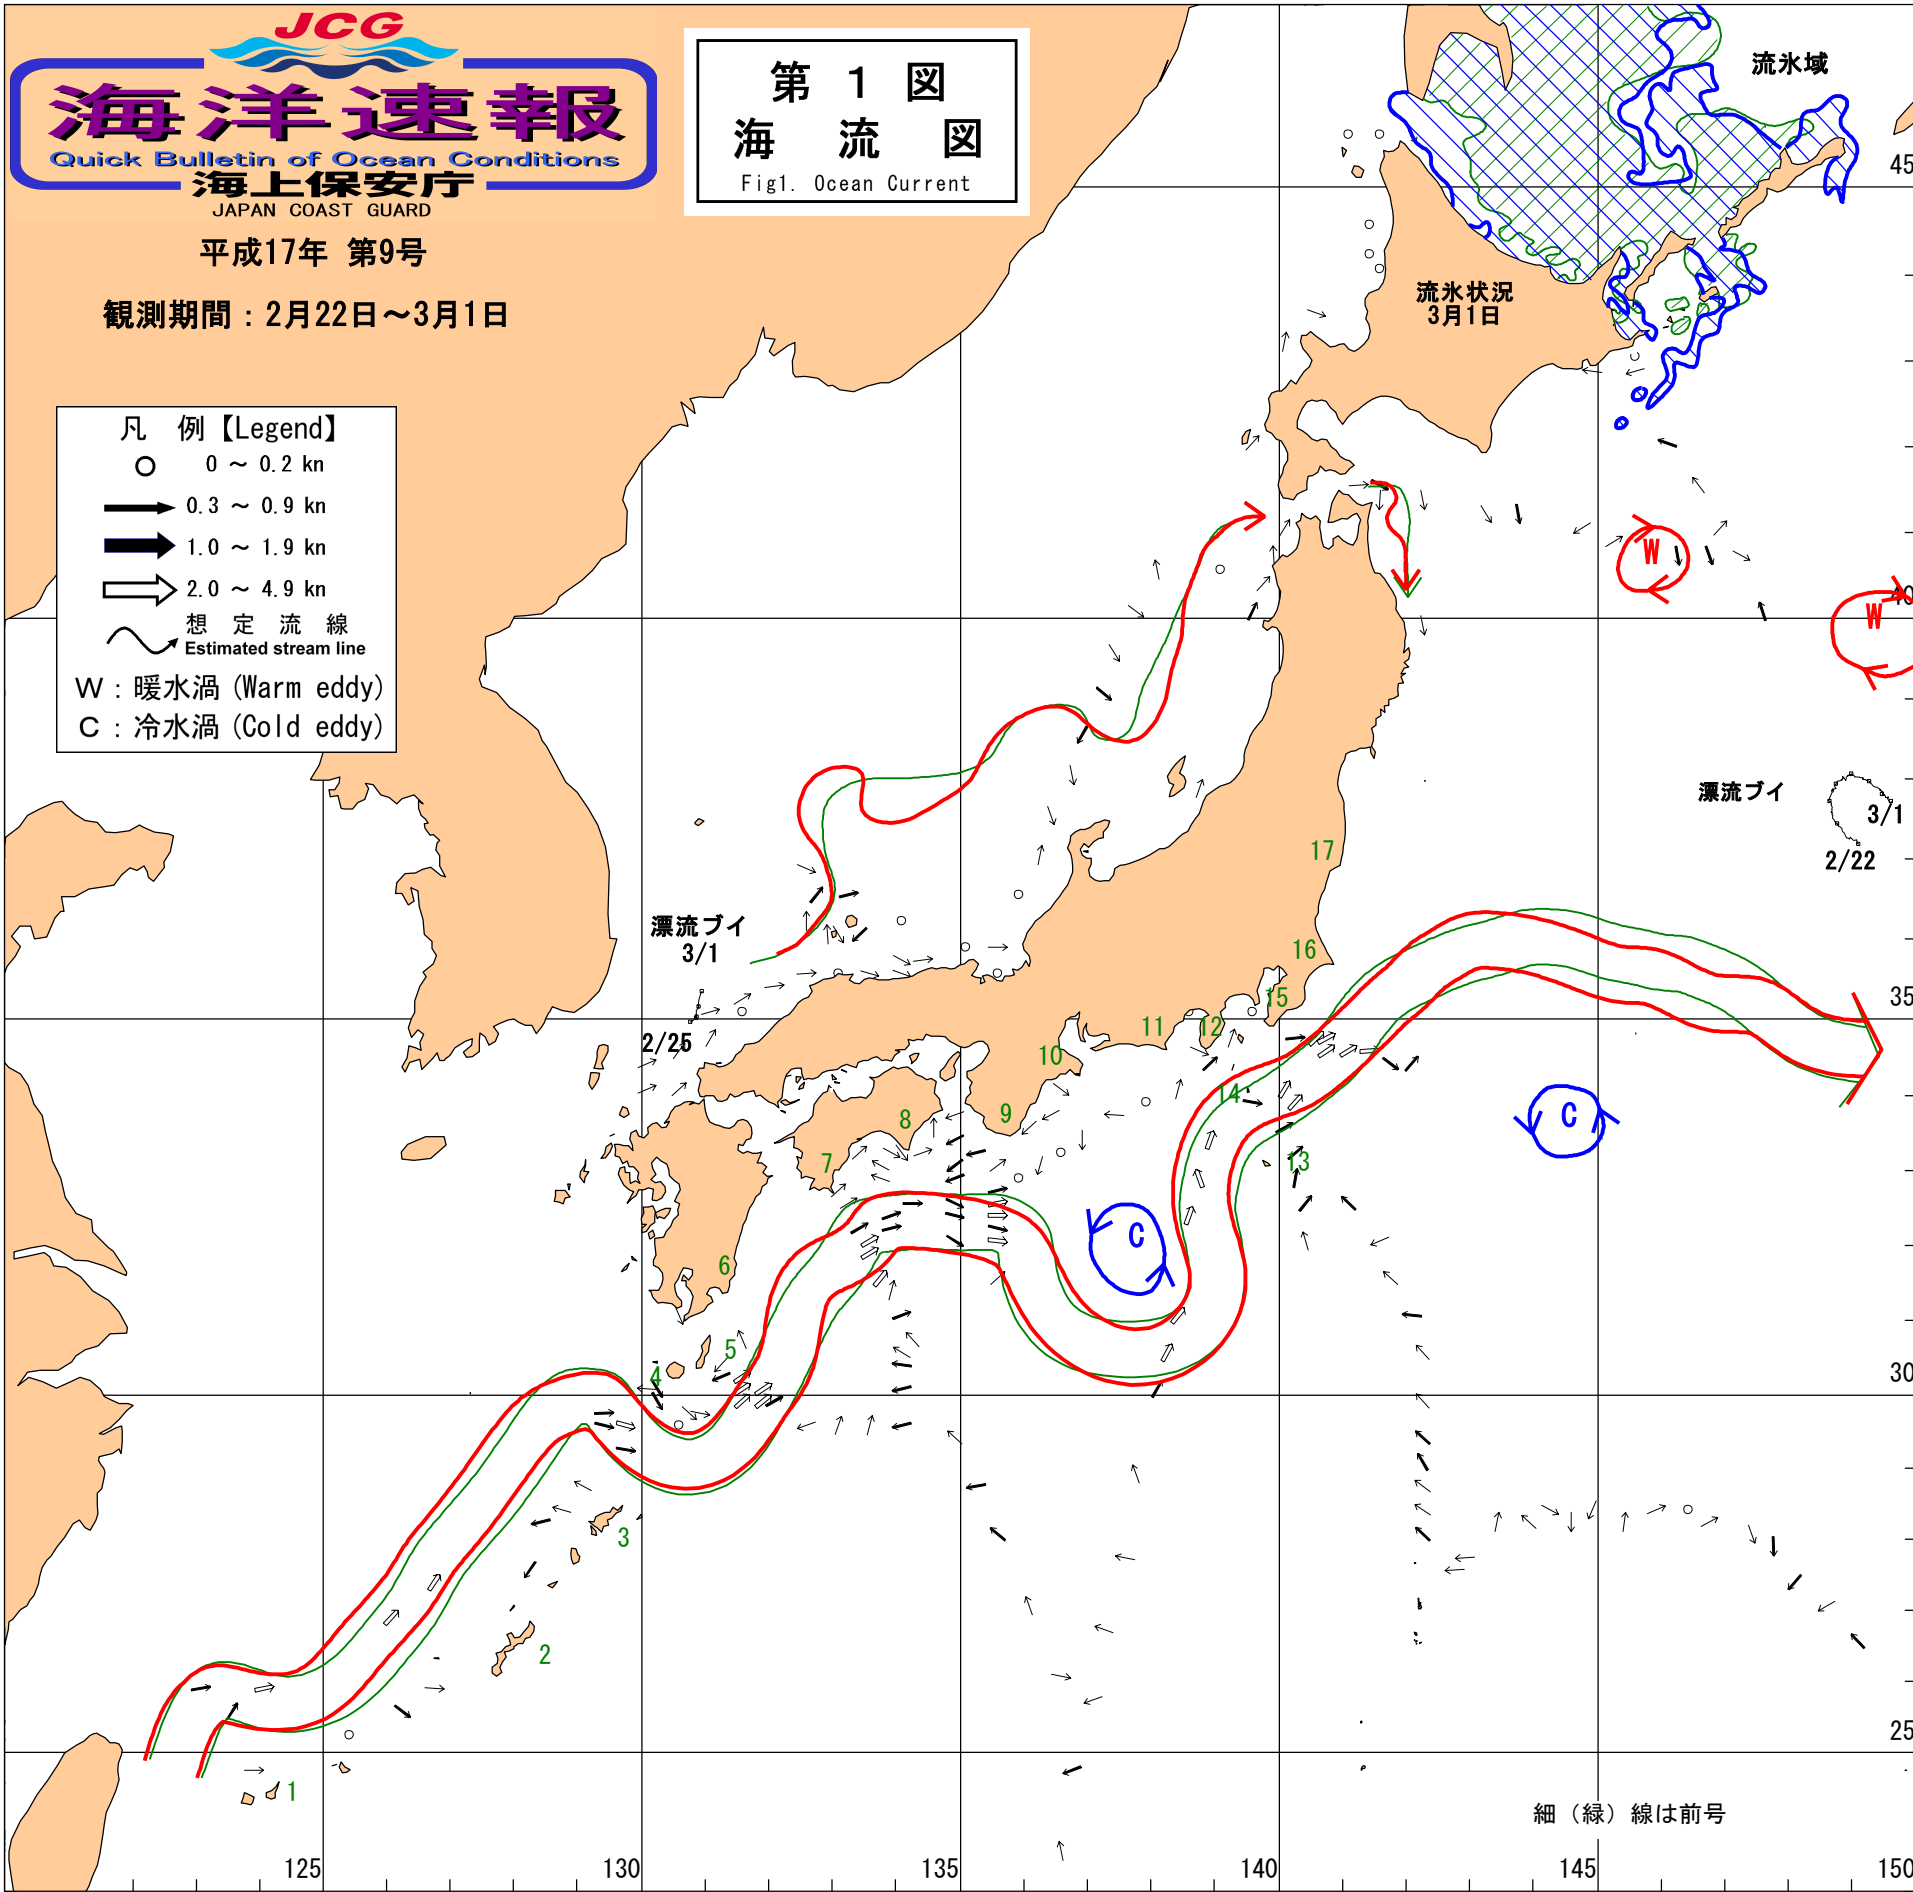 JCG
海洋速報
Quick Bulletin of Ocean Conditions
海上保安庁
JAPAN COAST GUARD
平成17年 第9号
観測期間：2月22日～3月1日
第 1 図
海 流 図
Fig1. Ocean Current
凡 例【Legend】
0 ～ 0.2 kn
0.3 ～ 0.9 kn
1.0 ～ 1.9 kn
2.0 ～ 4.9 kn
想 定 流 線
Estimated stream line
W：暖水渦 (Warm eddy)
C：冷水渦 (Cold eddy)
流氷域
45
流氷状況
3月1日
W
40
W
漂流ブイ
3/1
2/22
17
漂流ブイ
3/1
16
15
35
11
12
2/25
10
14
9
8
C
7
13
C
6
5
4
30
3
2
25
1
細（緑）線は前号
125
130
135
140
145
150